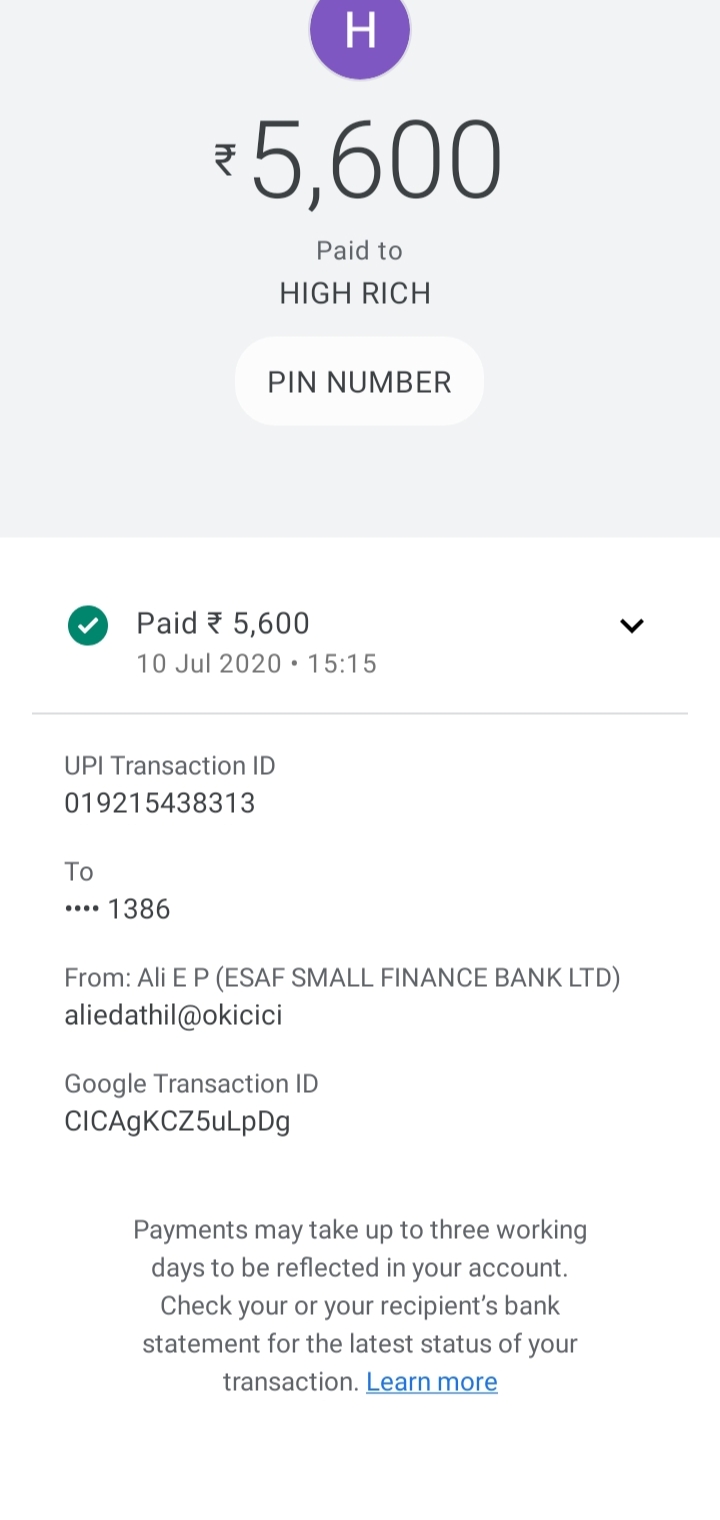 H
₹5,600
Paid to
HIGH RICH
PIN NUMBER
Paid ₹ 5,600
10 Jul 2020 • 15:15
UPI Transaction ID
019215438313
To
•••• 1386
From: Ali E P (ESAF SMALL FINANCE BANK LTD)
aliedathil@okicici
Google Transaction ID
CICAgKCZ5uLpDg
Payments may take up to three working
days to be reflected in your account.
Check your or your recipient’s bank
statement for the latest status of your
transaction. Learn more